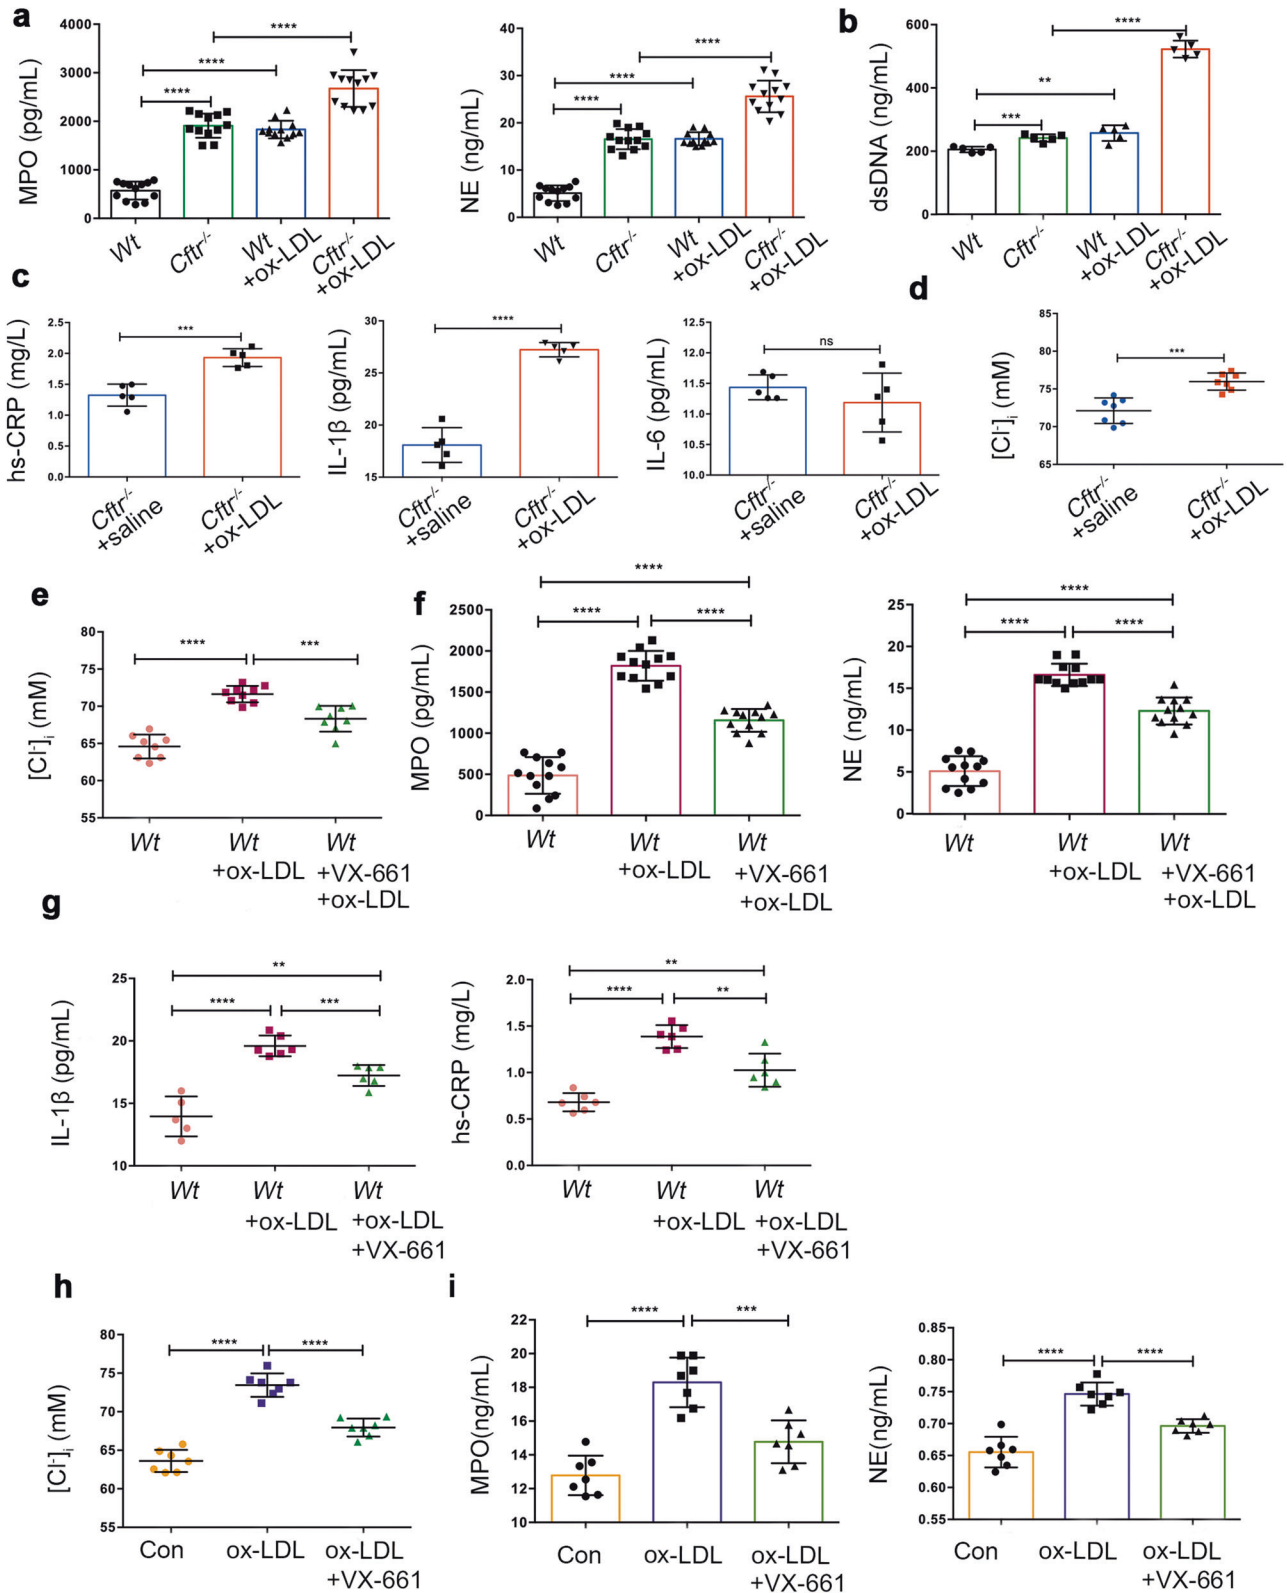 a
MPO (pg/mL)
4000
3000
2000
1000
0
****
****
****
Wt
Cftr/-
Wt
+ox-LDL
Cftr/-
+ox-LDL
NE (ng/mL)
40
30
20
10
0
****
****
****
Wt
Cftr/-
Wt
+ox-LDL
Cftr/-
+ox-LDL
b
dsDNA (ng/mL)
600
400
200
0
****
**
***
Wt
Cftr/-
Wt
+ox-LDL
Cftr/-
+ox-LDL
c
hs-CRP (mg/L)
2.5
2.0
1.5
1.0
0.5
0.0
***
Cftr/-
+saline
Cftr/-
+ox-LDL
IL-1β (pg/mL)
30
25
20
15
****
Cftr/-
+saline
Cftr/-
+ox-LDL
IL-6 (pg/mL)
12.5
12.0
11.5
11.0
10.5
10.0
ns
Cftr/-
+saline
Cftr/-
+ox-LDL
d
[Cl-]i (mM)
85
80
75
70
65
***
Cftr/-
+saline
Cftr/-
+ox-LDL
e
[Cl-]i (mM)
80
75
70
65
60
55
****
***
Wt
Wt
+ox-LDL
Wt
+VX-661
+ox-LDL
f
MPO (pg/mL)
2500
2000
1500
1000
500
0
****
****
****
Wt
Wt
+ox-LDL
Wt
+VX-661
+ox-LDL
NE (ng/mL)
25
20
15
10
5
0
****
****
****
Wt
Wt
+ox-LDL
Wt
+VX-661
+ox-LDL
g
IL-1β (pg/mL)
25
20
15
10
**
****
***
Wt
Wt
+ox-LDL
Wt
+ox-LDL
+VX-661
hs-CRP (mg/L)
2.0
1.5
1.0
0.5
0.0
**
****
**
Wt
Wt
+ox-LDL
Wt
+ox-LDL
+VX-661
h
[Cl-]i (mM)
80
75
70
65
60
55
****
****
Con
ox-LDL
ox-LDL
+VX-661
i
MPO(ng/mL)
22
20
18
16
14
12
10
****
***
Con
ox-LDL
ox-LDL
+VX-661
NE(ng/mL)
0.85
0.80
0.75
0.70
0.65
0.60
0.55
****
****
Con
ox-LDL
ox-LDL
+VX-661